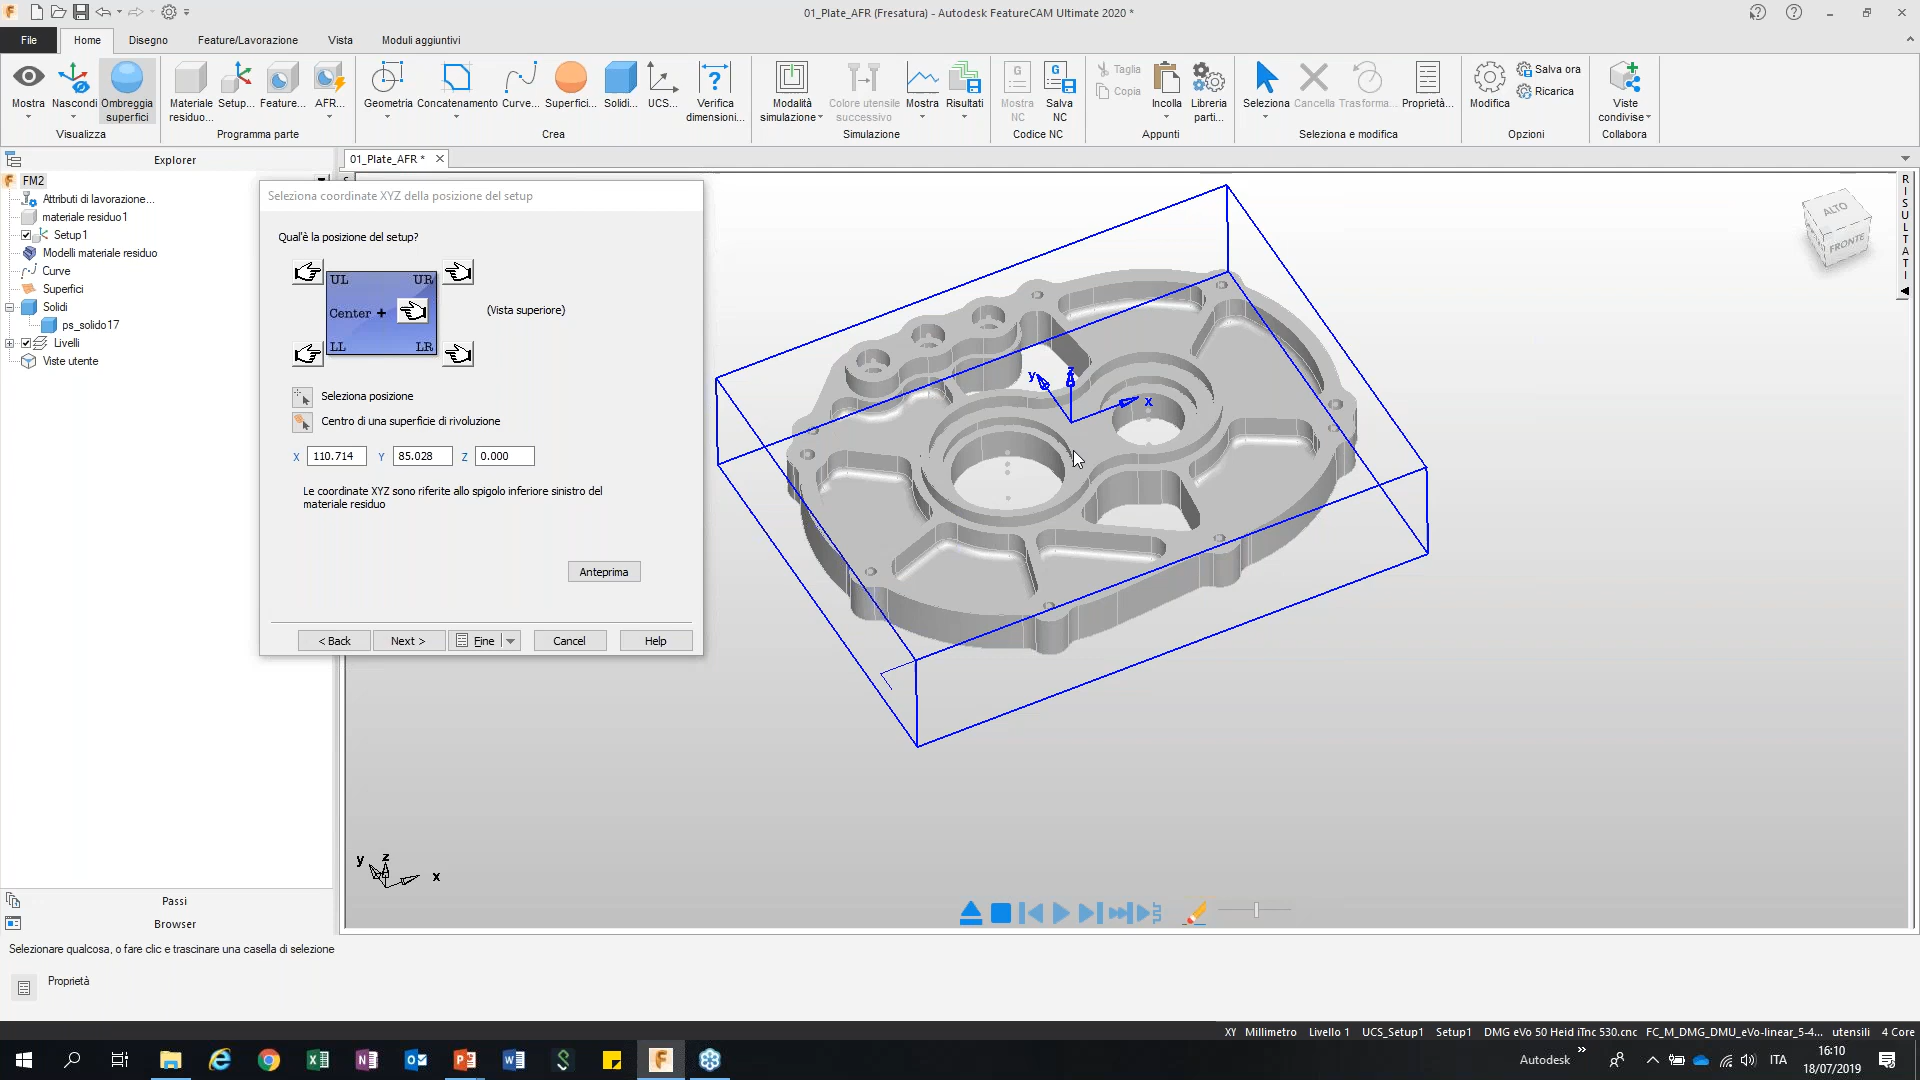 01_Plate_AFR (Fresatura) - Autodesk FeatureCAM Ultimate 2020 *
File
Home
Disegno
Feature/Lavorazione
Vista
Moduli aggiuntivi
Mostra
Nascondi
Ombreggia superfici
Visualizza
Materiale residuo...
Setup...
Feature...
AFR...
Programma parte
Geometria
Concatenamento
Curve...
Superfici...
Solidi...
UCS...
Verifica dimensioni...
Crea
Modalità simulazione
Colore utensile successivo
Mostra
Risultati
Simulazione
Mostra NC
Salva NC
Codice NC
Taglia
Copia
Incolla
Libreria parti...
Appunti
Seleziona
Cancella
Trasforma...
Proprietà...
Seleziona e modifica
Modifica
Salva ora
Ricarica
Opzioni
Viste condivise
Collabora
Explorer
01_Plate_AFR *
FM2
Attributi di lavorazione...
materiale residuo1
Setup1
Modelli materiale residuo
Curve
Superfici
Solidi
ps_solido17
Livelli
Viste utente
Seleziona coordinate XYZ della posizione del setup
Qual'è la posizione del setup?
UL
UR
Center +
LL
LR
(Vista superiore)
Seleziona posizione
Centro di una superficie di rivoluzione
X 110.714 Y 85.028 Z 0.000
Le coordinate XYZ sono riferite allo spigolo inferiore sinistro del
materiale residuo
Anteprima
< Back
Next >
Fine
Cancel
Help
y
z
x
ALTO
FRONTE
RISULTATI
y
z
x
Passi
Browser
Selezionare qualcosa, o fare clic e trascinare una casella di selezione
Proprietà
XY Millimetro Livello 1 UCS_Setup1 Setup1 DMG eVo 50 Heid iTnc 530.cnc FC_M_DMG_DMU_eVo-linear_5-4... utensili 4 Core
Autodesk
ITA
16:10
18/07/2019